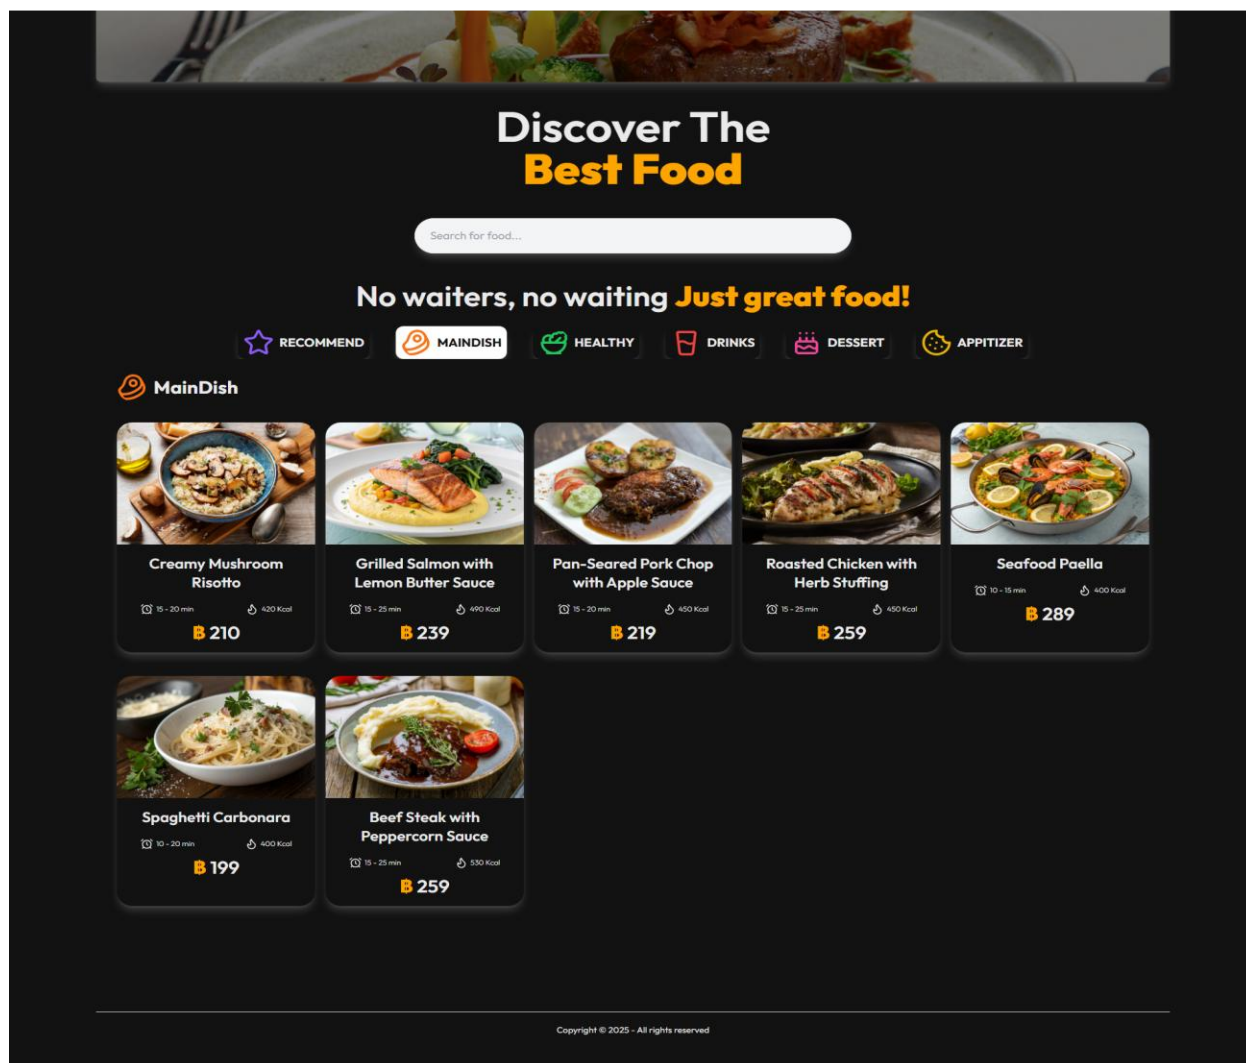 Discover The
Best Food
Search for food...
No waiters, no waiting Just great food!
RECOMMEND
MAINDISH
HEALTHY
DRINKS
DESSERT
APPITIZER
MainDish
Creamy Mushroom
Risotto
15 - 20 min
420 Kcal
฿ 210
Grilled Salmon with
Lemon Butter Sauce
15 - 25 min
490 Kcal
฿ 239
Pan-Seared Pork Chop
with Apple Sauce
15 - 20 min
450 Kcal
฿ 219
Roasted Chicken with
Herb Stuffing
15 - 25 min
450 Kcal
฿ 259
Seafood Paella
10 - 15 min
400 Kcal
฿ 289
Spaghetti Carbonara
10 - 20 min
400 Kcal
฿ 199
Beef Steak with
Peppercorn Sauce
15 - 25 min
530 Kcal
฿ 259
Copyright © 2025 - All rights reserved